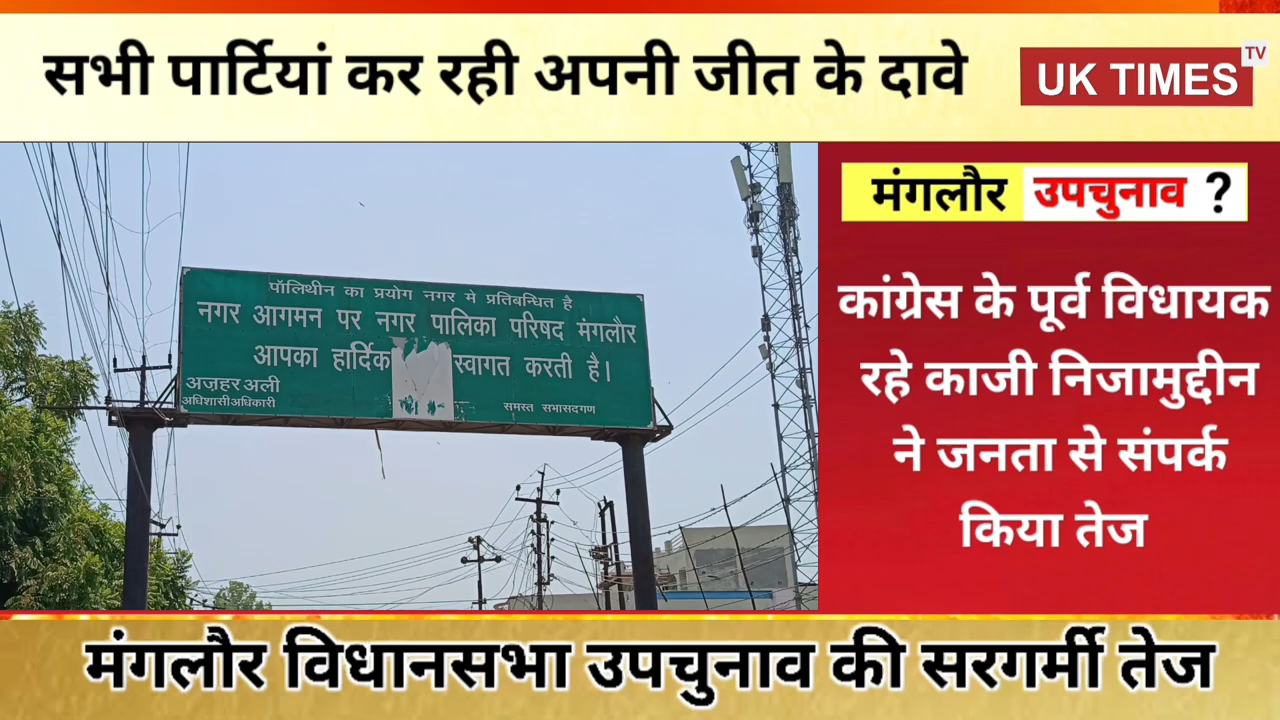 सभी पार्टियां कर रही अपनी जीत के दावे
UK TIMES TV
मंगलौर उपचुनाव ?
पॉलिथीन का प्रयोग नगर मे प्रतिबन्धित है
नगर आगमन पर नगर पालिका परिषद मंगलौर
आपका हार्दिक स्वागत करती है।
अज़हर अली
अधिशासीअधिकारी
समस्त सभासदगण
कांग्रेस के पूर्व विधायक
रहे काजी निजामुद्दीन
ने जनता से संपर्क
किया तेज
मंगलौर विधानसभा उपचुनाव की सरगर्मी तेज